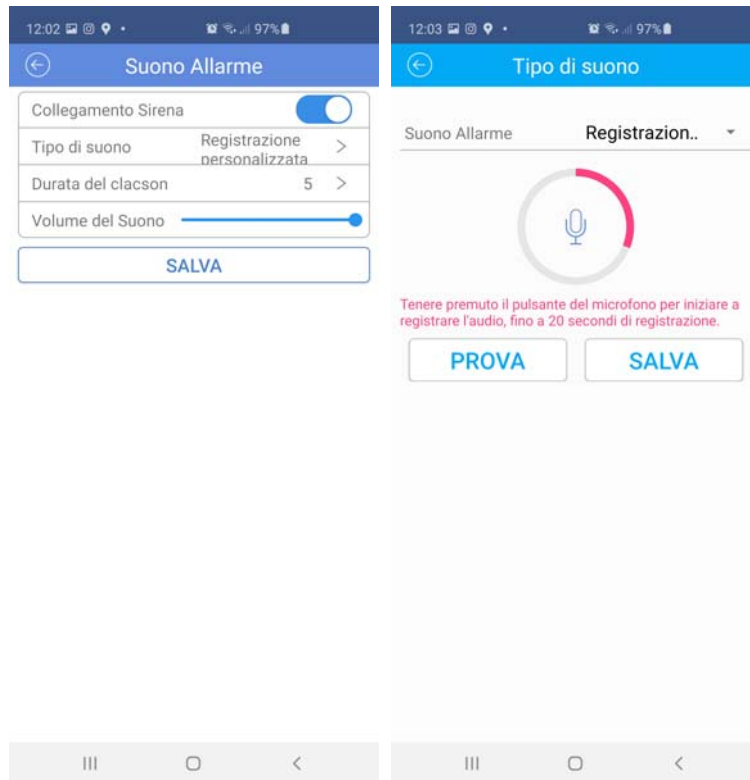 12:02
97%
Suono Allarme
Collegamento Sirena
Tipo di suono
Registrazione
personalizzata
Durata del clacson
5
Volume del Suono
SALVA
12:03
97%
Tipo di suono
Suono Allarme
Registrazion..
Tenere premuto il pulsante del microfono per iniziare a
registrare l'audio, fino a 20 secondi di registrazione.
PROVA
SALVA